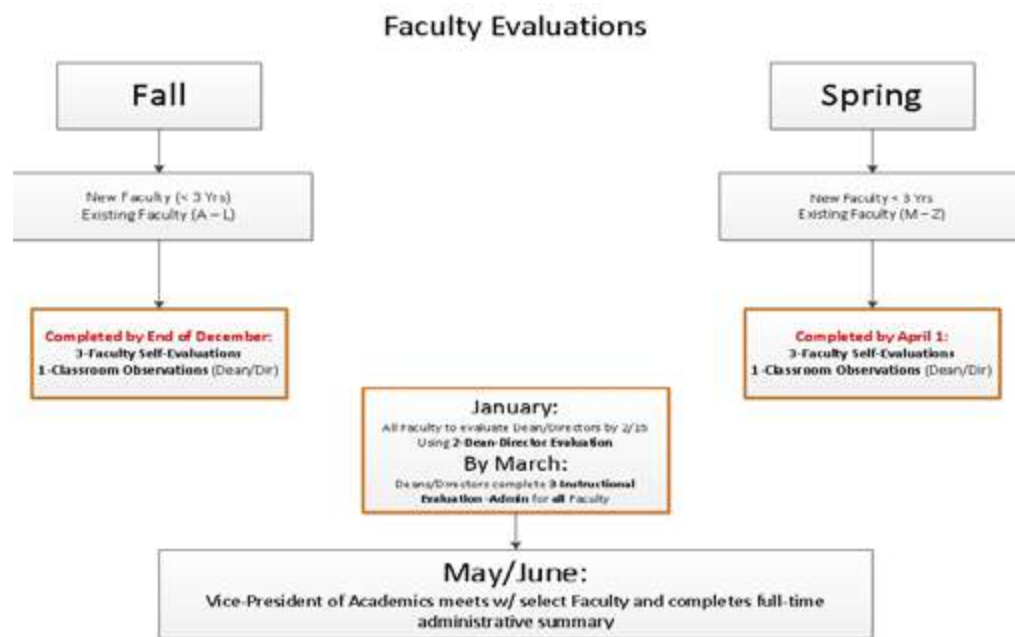 Faculty Evaluations
Fall
New Faculty (< 3 Yrs)
Existing Faculty (A – L)
Completed by End of December:
3-Faculty Self-Evaluations
1-Classroom Observations (Dean/Dir)
Spring
New Faculty < 3 Yrs
Existing Faculty (M – Z)
Completed by April 1:
3-Faculty Self-Evaluations
1-Classroom Observations (Dean/Dir)
January:
All Faculty to evaluate Dean/Directors by 2/15
Using 2-Dean-Director Evaluation
By March:
Deans/Directors complete 3 Instructional
Evaluation -Admin for all Faculty
May/June:
Vice-President of Academics meets w/ select Faculty and completes full-time
administrative summary